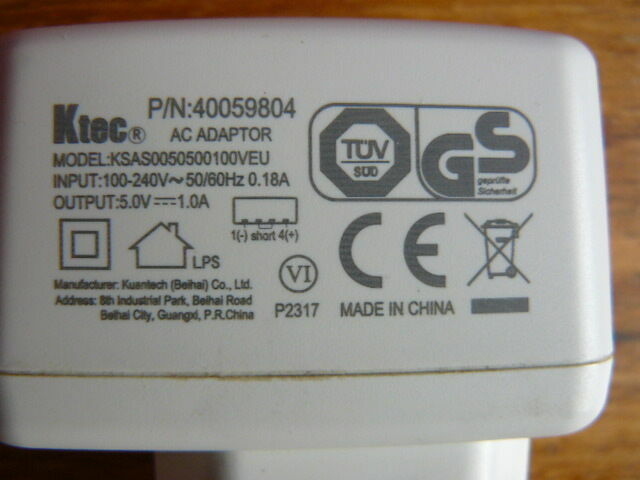 Ktec® P/N:40059804
AC ADAPTOR
MODEL:KSAS0050500100VEU
INPUT:100-240V~50/60Hz 0.18A
OUTPUT:5.0V⎓1.0A
1(-) short 4(+)
LPS
TÜV
SÜD
GS
geprüfte
Sicherheit
Manufacturer: Kuantech (Beihai) Co., Ltd.
Address: 8th Industrial Park, Beihai Road
Beihai City, Guangxi, P.R.China
VI
P2317
CE
MADE IN CHINA